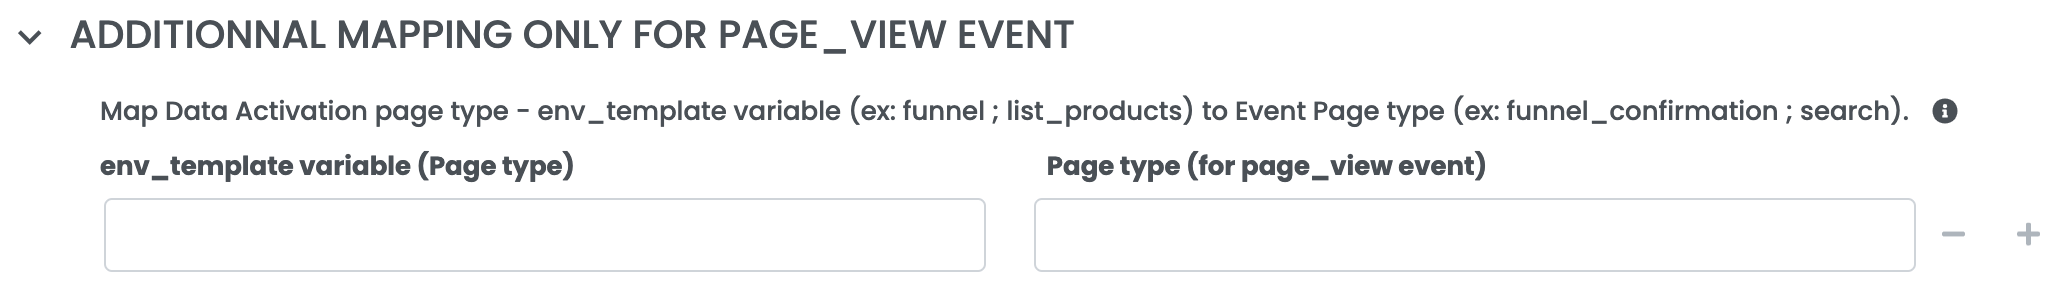 ADDITIONNAL MAPPING ONLY FOR PAGE_VIEW EVENT
Map Data Activation page type - env_template variable (ex: funnel ; list_products) to Event Page type (ex: funnel_confirmation ; search).
env_template variable (Page type) Page type (for page_view event)